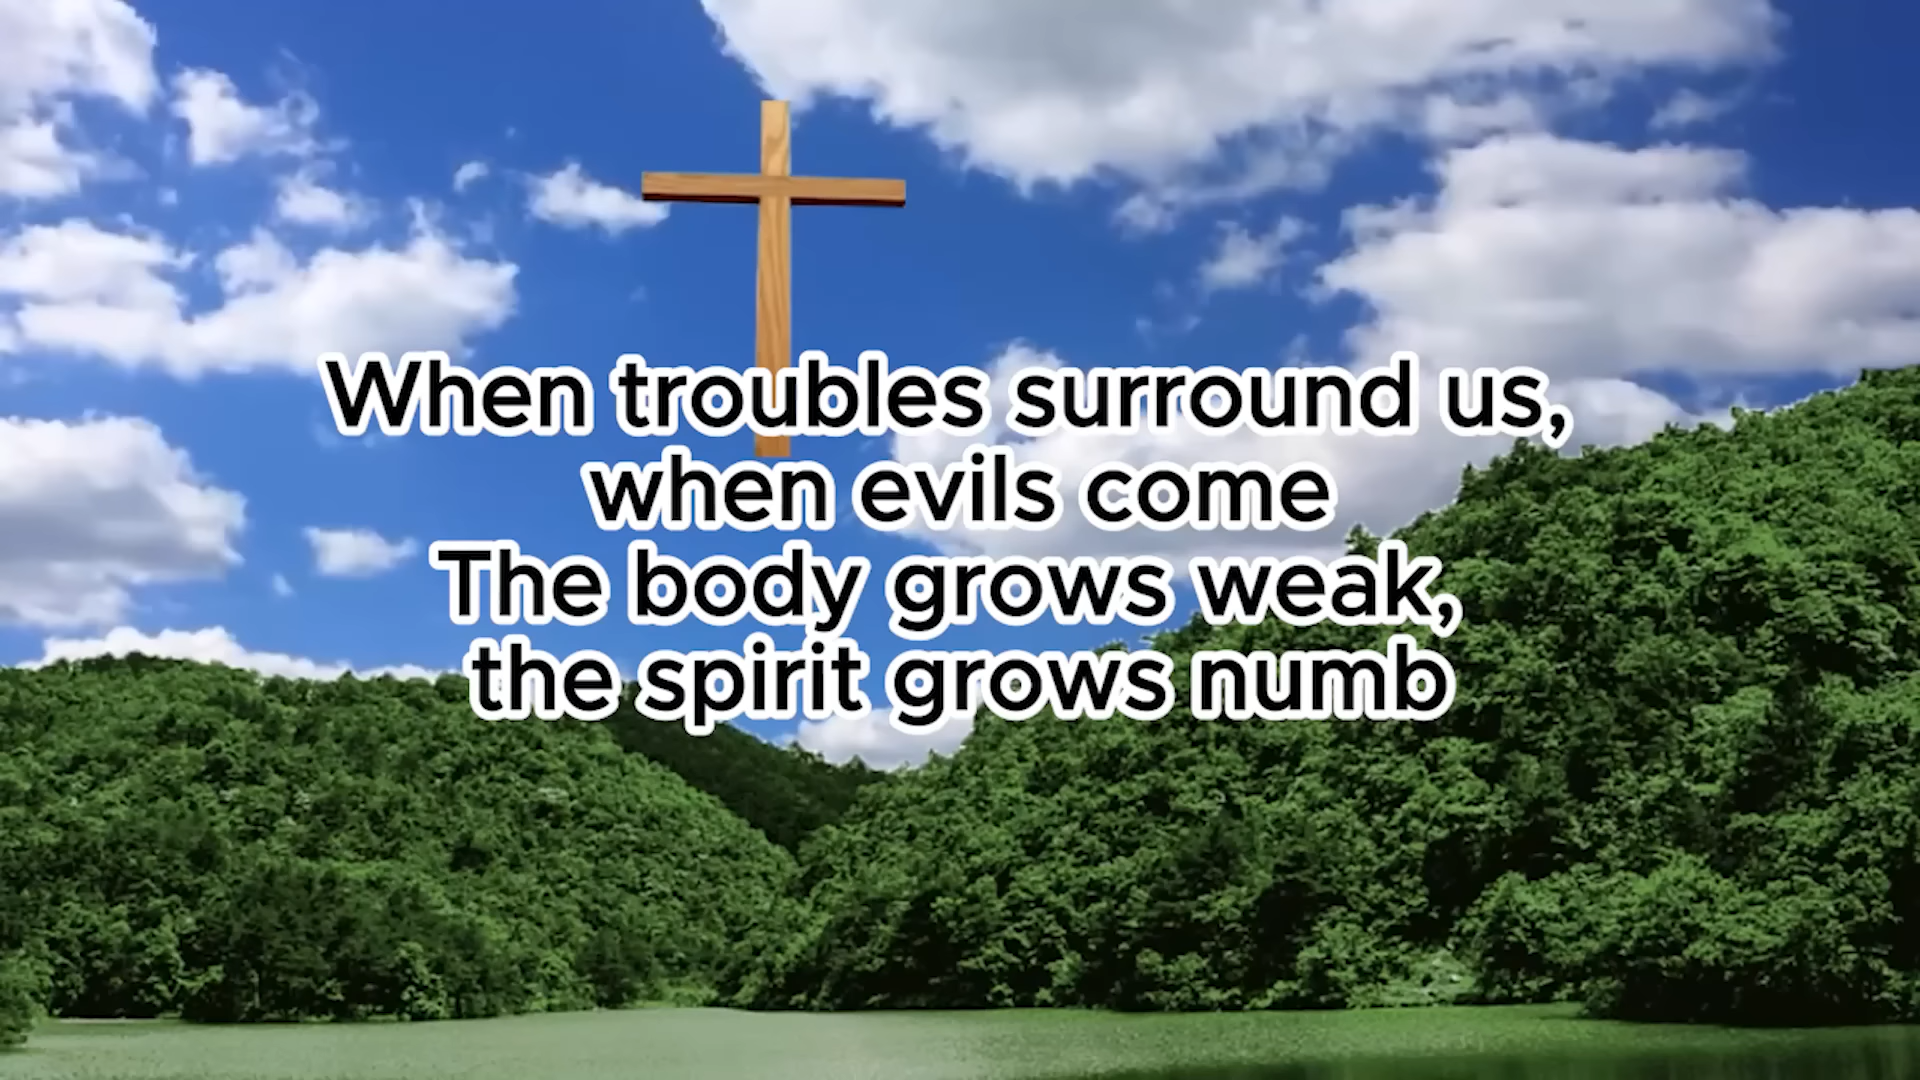 When troubles surround us,
when evils come
The body grows weak,
the spirit grows numb